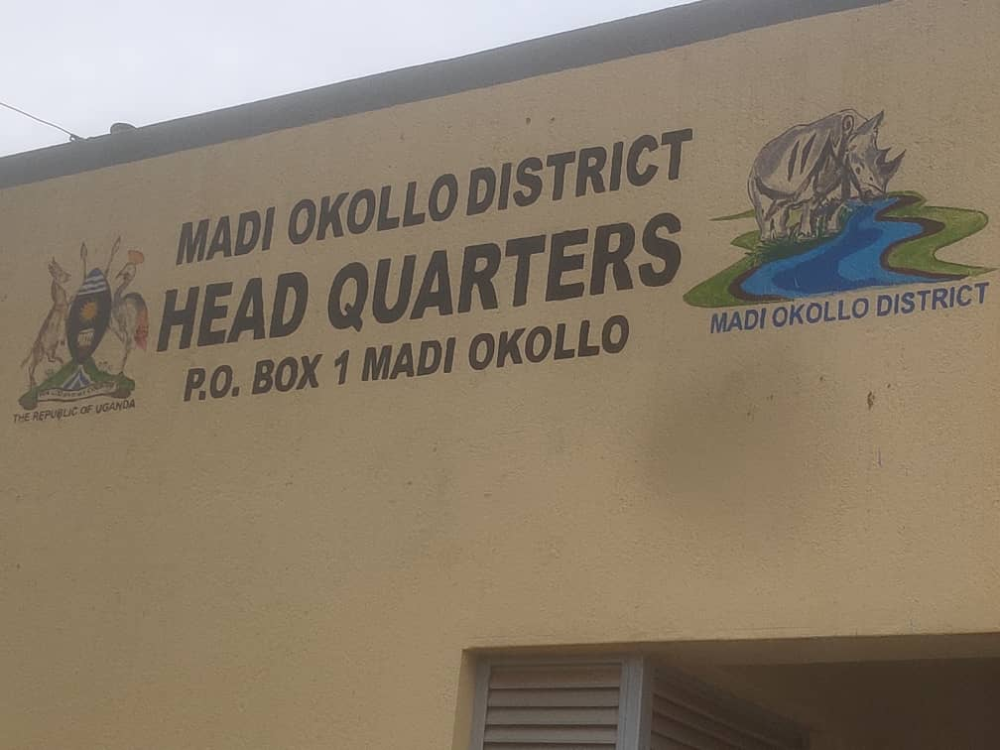 MADI OKOLLO DISTRICT
HEAD QUARTERS
P.O. BOX 1 MADI OKOLLO
THE REPUBLIC OF UGANDA
MADI OKOLLO DISTRICT